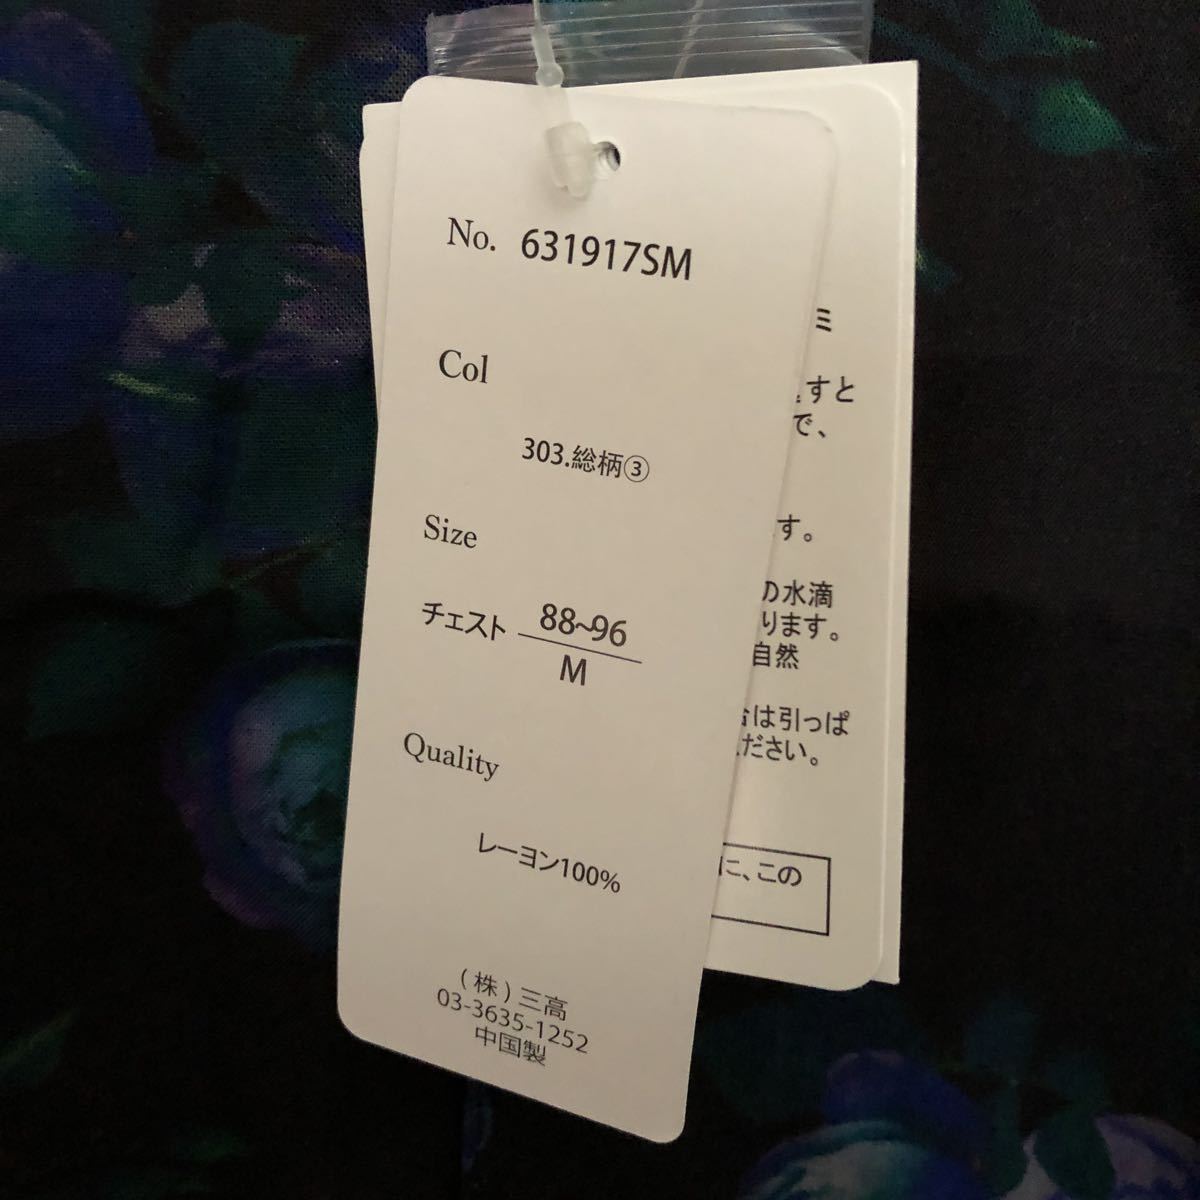 No. 631917SM
Col
303.総柄③
Size
チェスト 88~96
M
Quality
レーヨン100%
(株)三高
03-3635-1252
中国製
ミ
すと
で、
す。
の水滴
ります。
自然
は引っぱ
ださい。
に、この